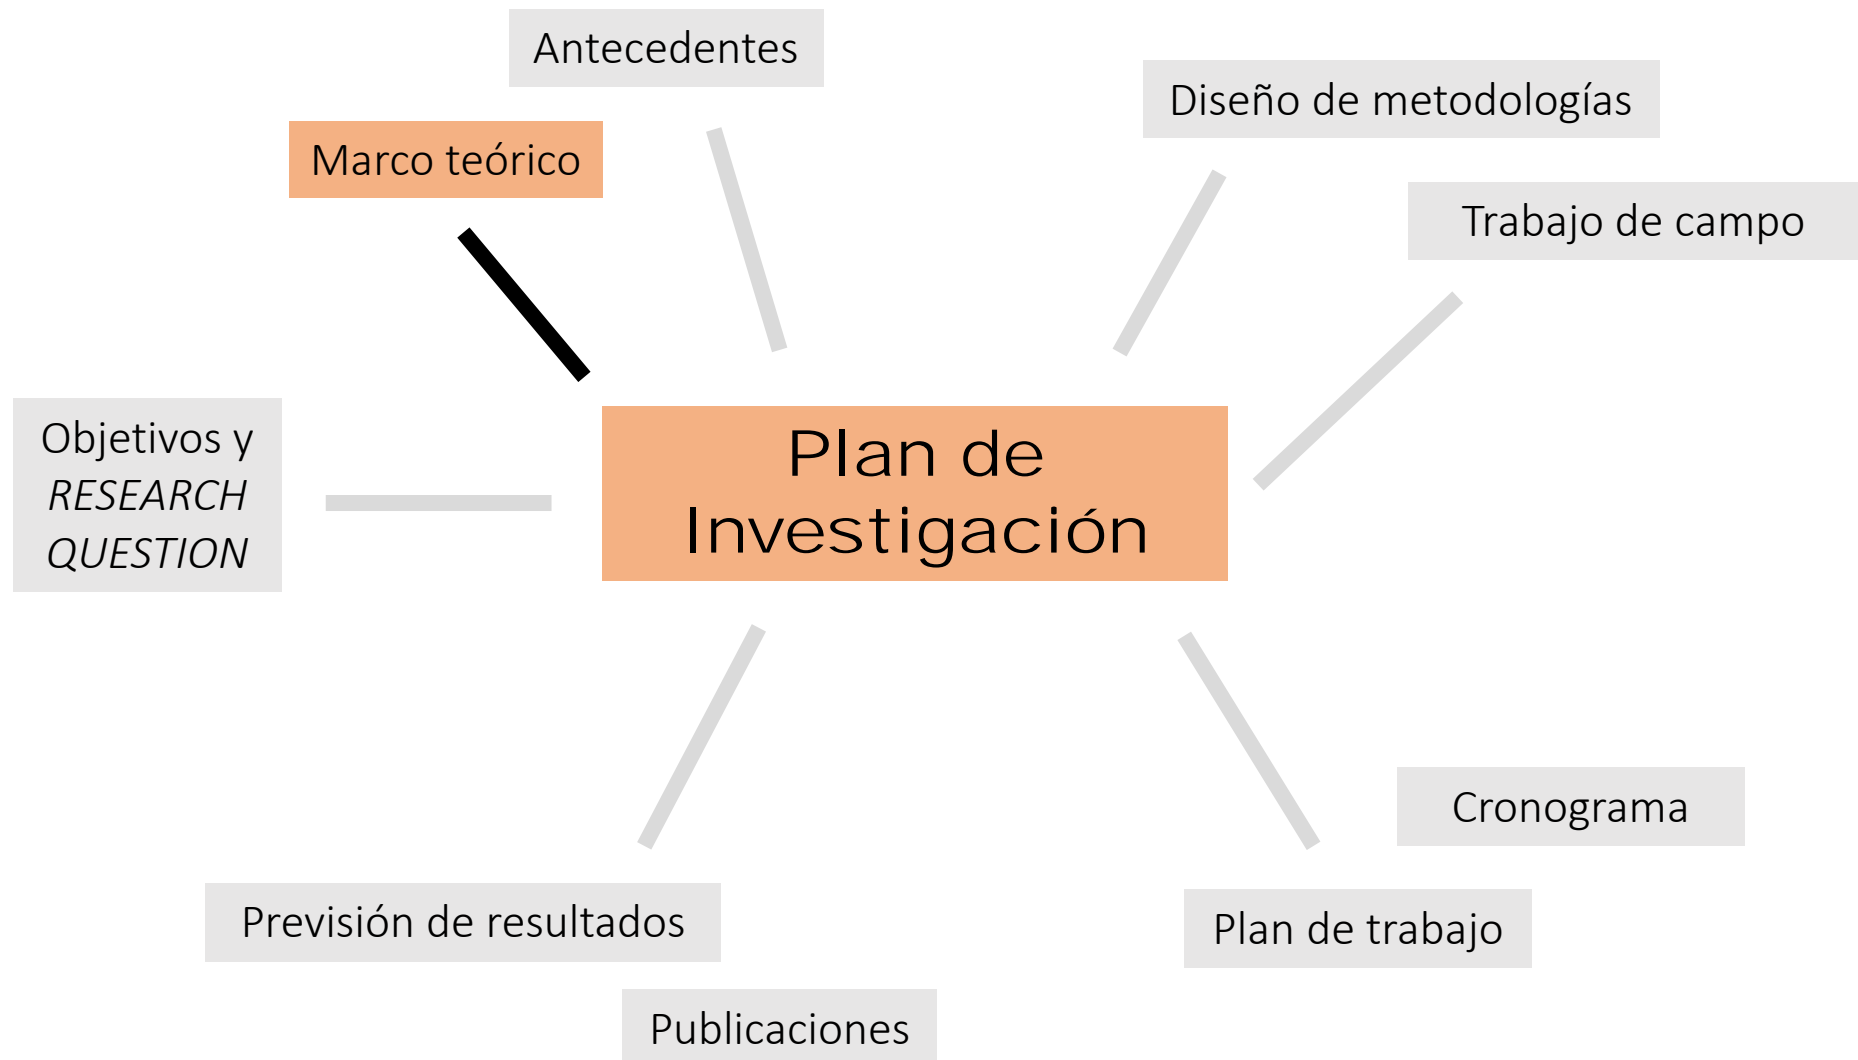 Antecedentes
Diseño de metodologías
Marco teórico
Trabajo de campo
Objetivos y
RESEARCH
QUESTION
Plan de
Investigación
Cronograma
Previsión de resultados
Plan de trabajo
Publicaciones